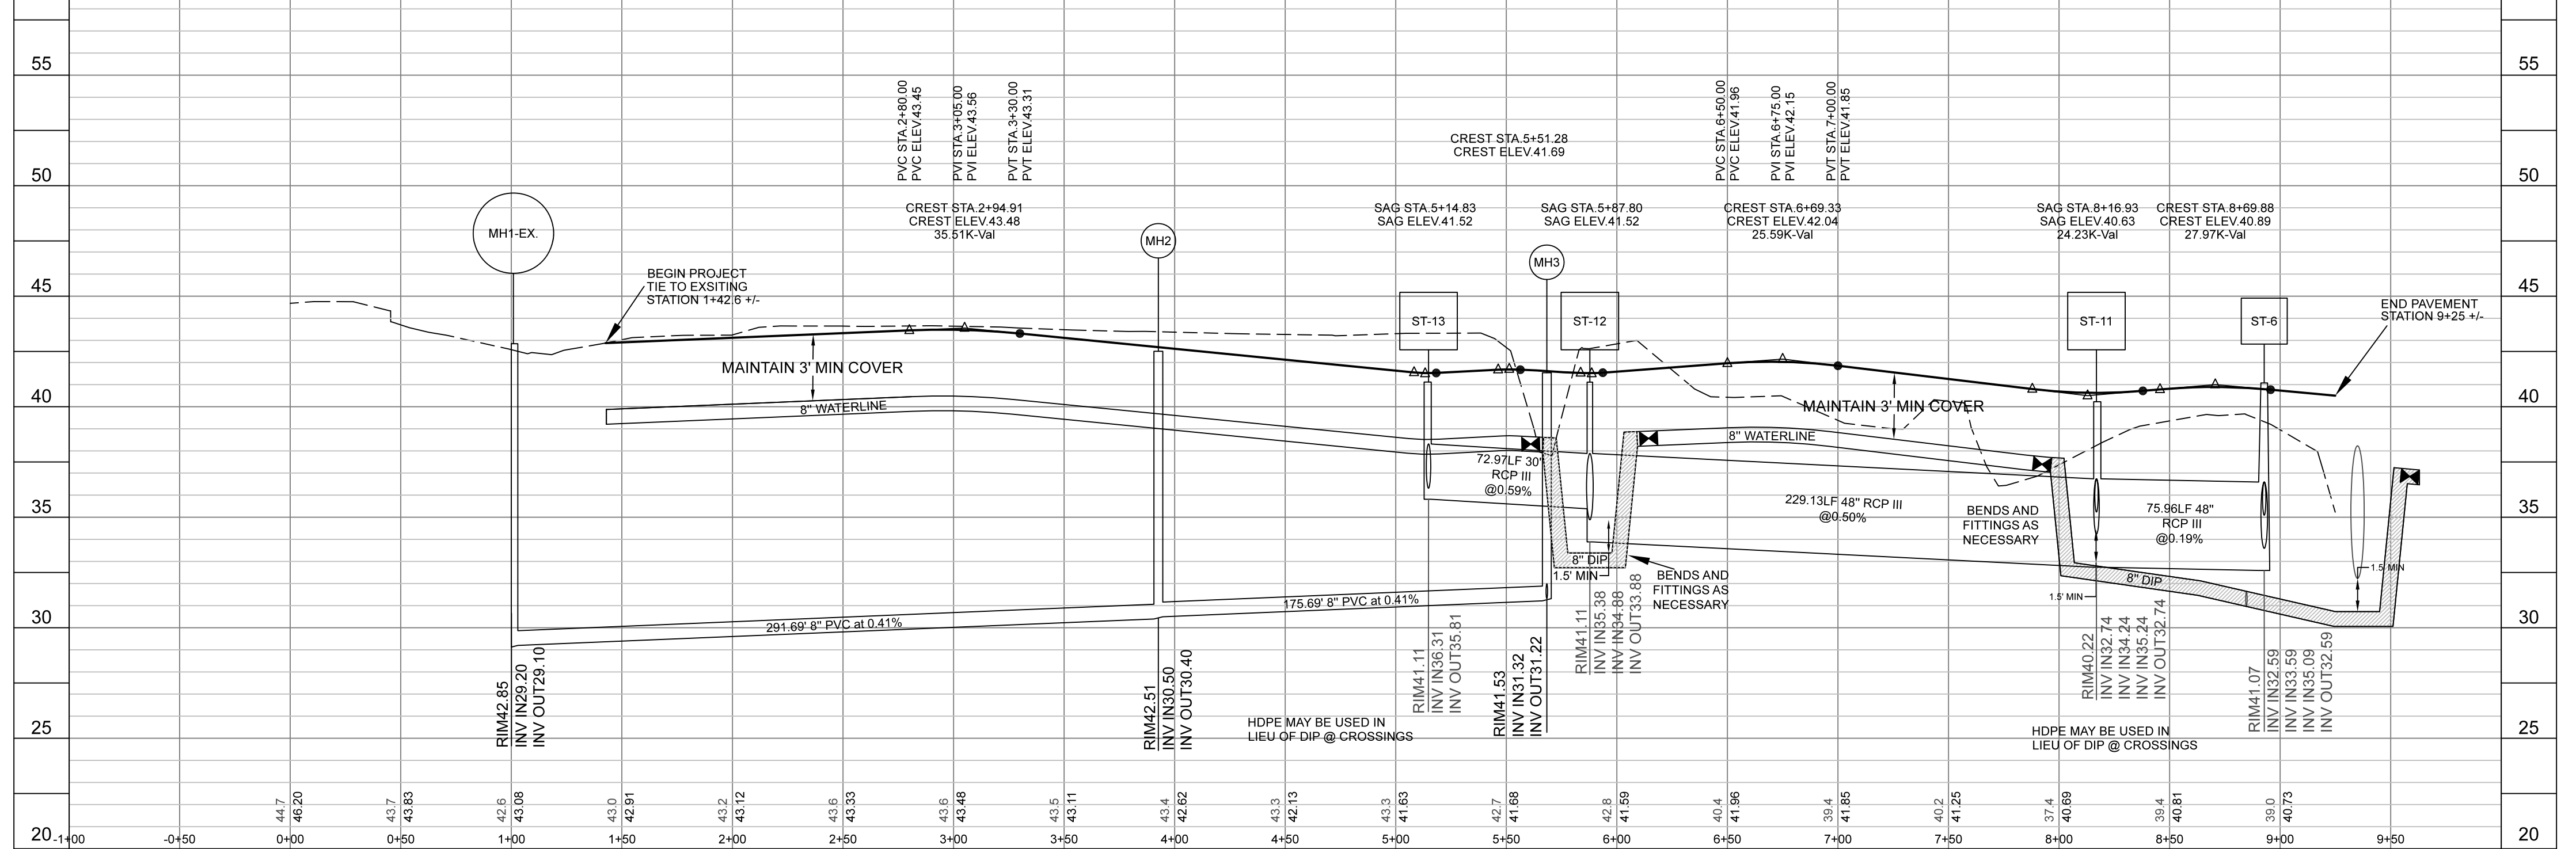 55
55
50
50
45
45
40
40
35
35
30
30
25
25
20
20
PVC STA.2+80.00
PVC ELEV.43.45
PVI STA.3+05.00
PVI ELEV.43.56
PVT STA.3+30.00
PVT ELEV.43.31
CREST STA.5+51.28
CREST ELEV.41.69
PVC STA.6+50.00
PVC ELEV.41.96
PVI STA.6+75.00
PVI ELEV.42.15
PVT STA.7+00.00
PVT ELEV.41.85
CREST STA.2+94.91
CREST ELEV.43.48
35.51K-Val
SAG STA.5+14.83
SAG ELEV.41.52
SAG STA.5+87.80
SAG ELEV.41.52
CREST STA.6+69.33
CREST ELEV.42.04
25.59K-Val
SAG STA.8+16.93
SAG ELEV.40.63
24.23K-Val
CREST STA.8+69.88
CREST ELEV.40.89
27.97K-Val
MH1-EX.
MH2
MH3
BEGIN PROJECT
TIE TO EXSITING
STATION 1+42.6 +/-
ST-13
ST-12
ST-11
ST-6
END PAVEMENT
STATION 9+25 +/-
MAINTAIN 3' MIN COVER
8" WATERLINE
MAINTAIN 3' MIN COVER
8" WATERLINE
72.97LF 30"
RCP III
@0.59%
229.13LF 48" RCP III
@0.50%
BENDS AND
FITTINGS AS
NECESSARY
75.96LF 48"
RCP III
@0.19%
8" DIP
1.5' MIN
BENDS AND
FITTINGS AS
NECESSARY
8" DIP
1.5' MIN
1.5' MIN
291.69' 8" PVC at 0.41%
175.69' 8" PVC at 0.41%
RIM42.85
INV IN29.20
INV OUT29.10
RIM42.51
INV IN30.50
INV OUT30.40
RIM41.11
INV IN36.31
INV OUT35.81
RIM41.53
INV IN31.32
INV OUT31.22
RIM41.11
INV IN35.38
INV IN34.88
INV OUT33.88
RIM40.22
INV IN32.74
INV IN34.24
INV IN35.24
INV OUT32.74
RIM41.07
INV IN32.59
INV IN33.59
INV IN35.09
INV OUT32.59
HDPE MAY BE USED IN
LIEU OF DIP @ CROSSINGS
HDPE MAY BE USED IN
LIEU OF DIP @ CROSSINGS
44.7
46.20
43.7
43.83
42.6
43.08
43.0
42.91
43.2
43.12
43.6
43.33
43.6
43.48
43.5
43.11
43.4
42.62
43.3
42.13
43.3
41.63
42.7
41.68
42.8
41.59
40.4
41.96
39.4
41.85
40.2
41.25
37.4
40.69
39.4
40.81
39.0
40.73
-1+00
-0+50
0+00
0+50
1+00
1+50
2+00
2+50
3+00
3+50
4+00
4+50
5+00
5+50
6+00
6+50
7+00
7+50
8+00
8+50
9+00
9+50